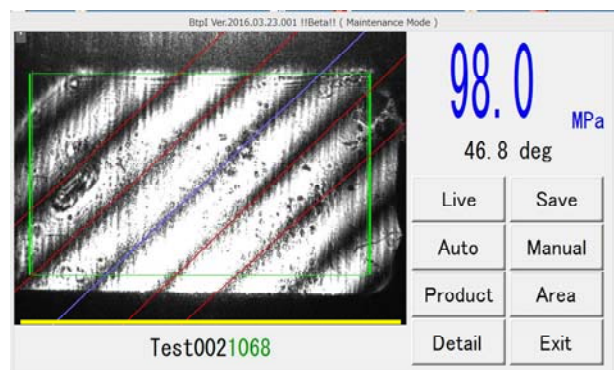 BtpI Ver.2016.03.23.001 !!Beta!! ( Maintenance Mode )
98.0
MPa
46.8 deg
Live
Save
Auto
Manual
Product
Area
Test0021068
Detail
Exit